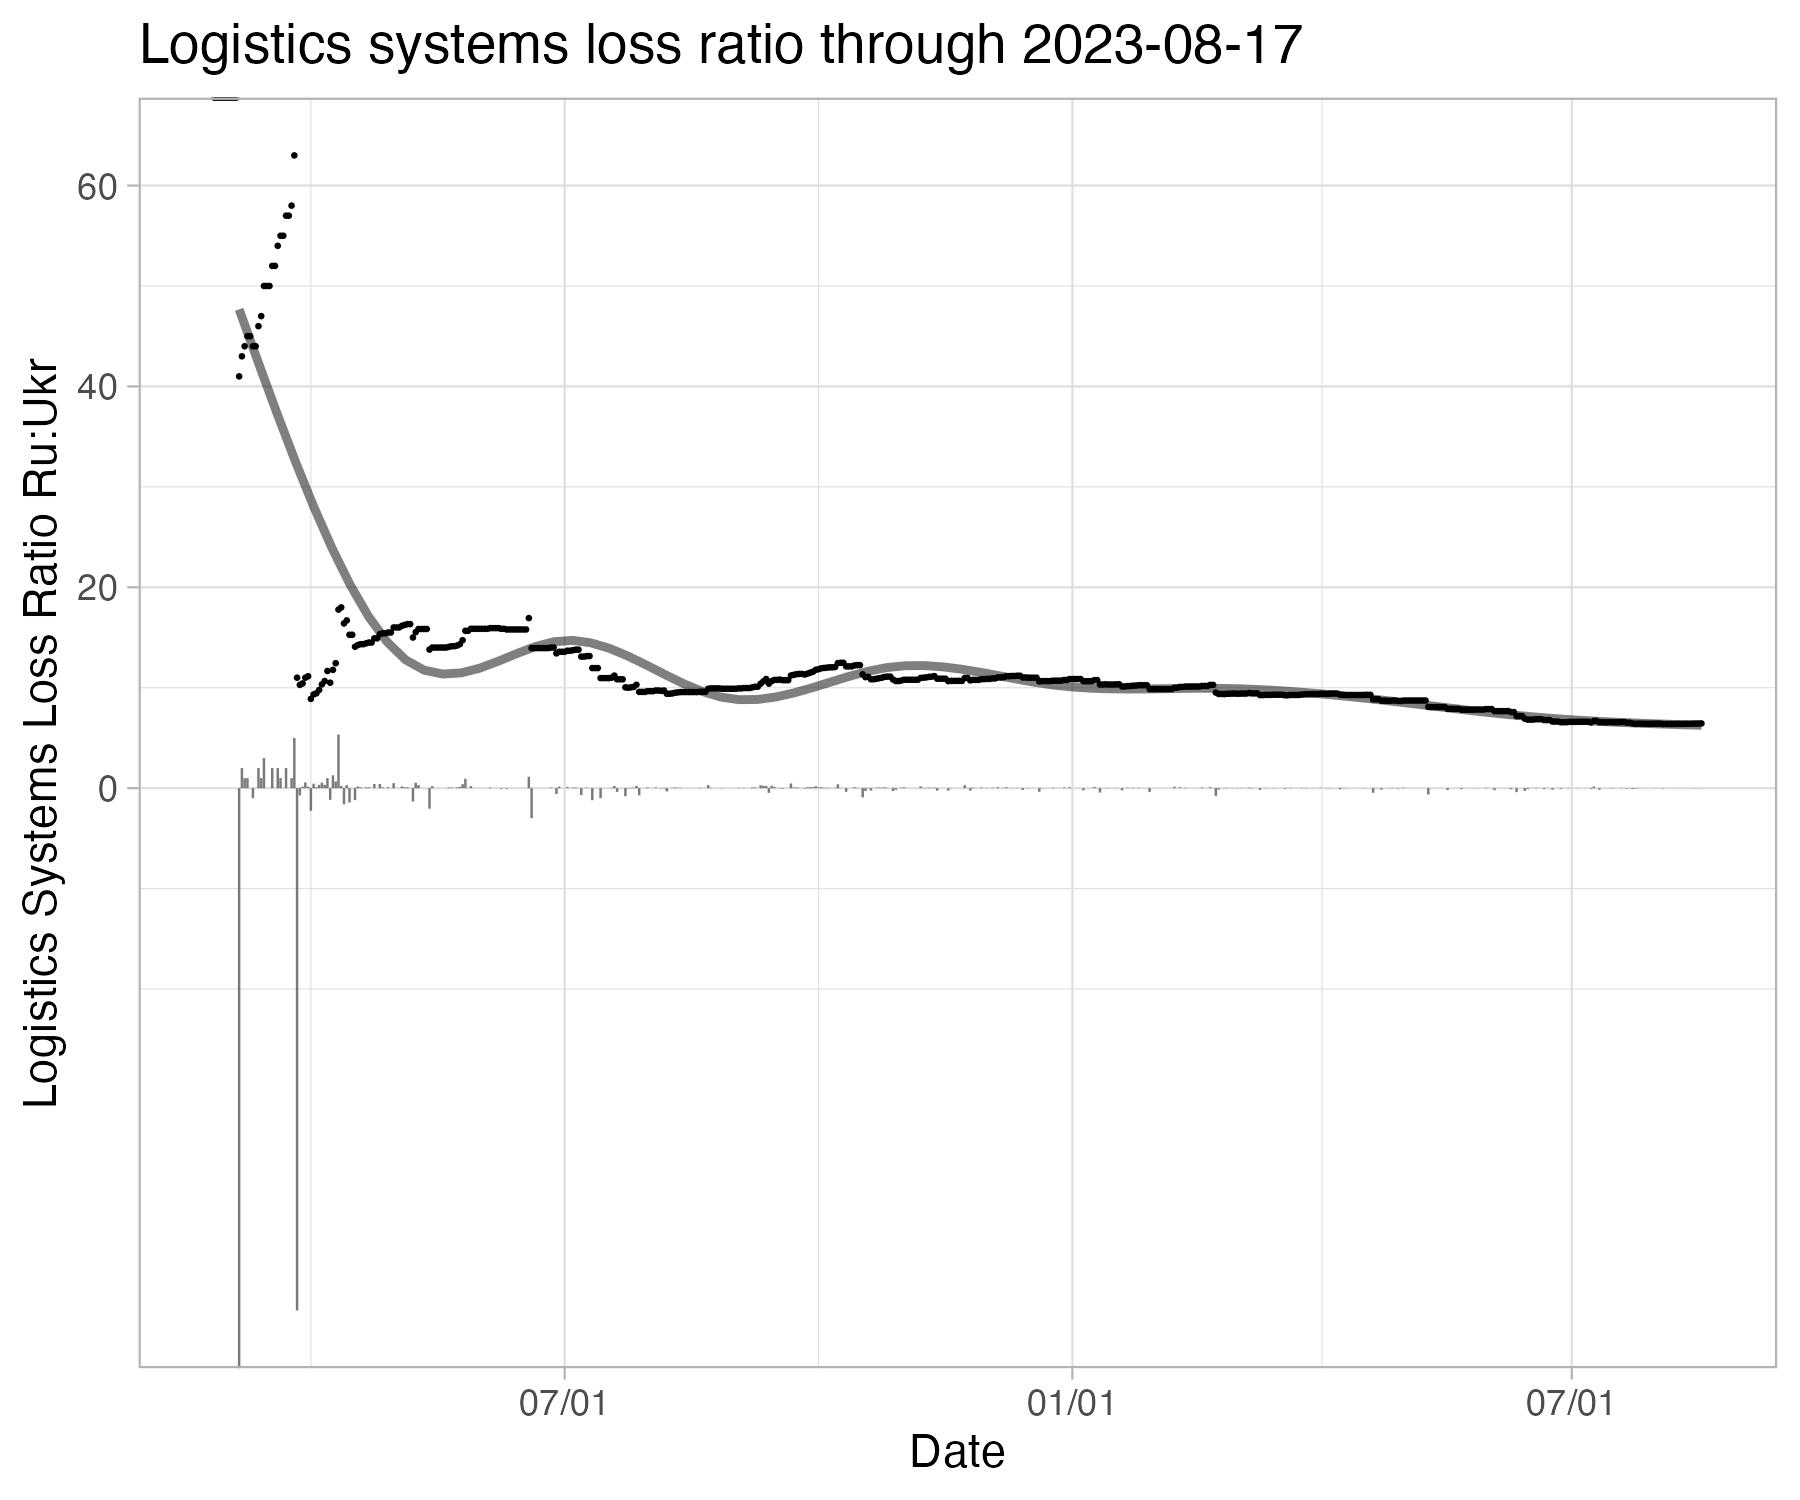 Logistics systems loss ratio through 2023-08-17
Logistics Systems Loss Ratio Ru:Ukr
60
40
20
0
07/01
01/01
07/01
Date